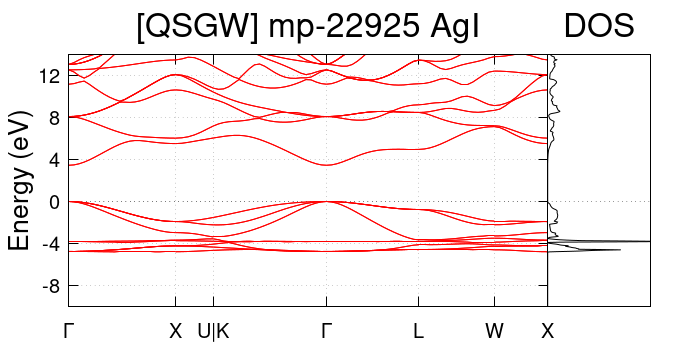 [QSGW] mp-22925 AgI DOS
Energy (eV)
12
8
4
0
-4
-8
Γ X U|K Γ L W X